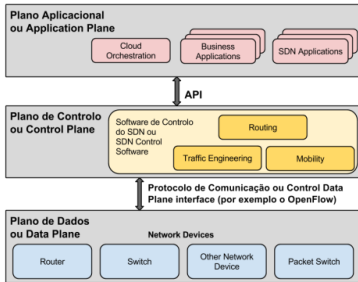 Plano Aplicacional
ou Application Plane
Cloud
Orchestration
Business
Applications
SDN Applications
API
Plano de Controlo
ou Control Plane
Software de Controlo
do SDN ou
SDN Control
Software
Routing
Traffic Engineering
Mobility
Protocolo de Comunicação ou Control Data
Plane interface (por exemplo o OpenFlow)
Plano de Dados
ou Data Plane
Network Devices
Router
Switch
Other Network
Device
Packet Switch